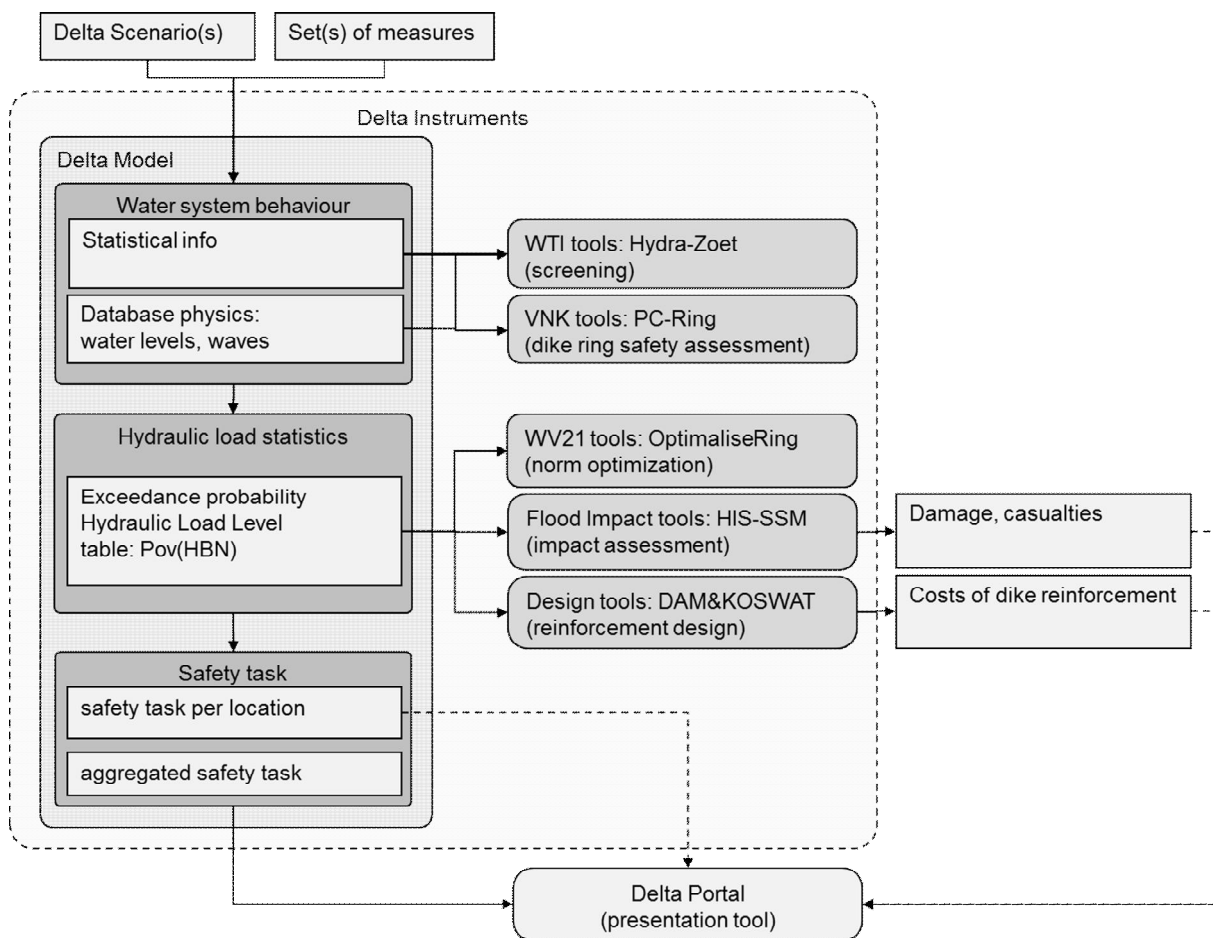 Delta Scenario(s)
Set(s) of measures
Delta Instruments
Delta Model
Water system behaviour
Statistical info
Database physics:
water levels, waves
WTI tools: Hydra-Zoet
(screening)
VNK tools: PC-Ring
(dike ring safety assessment)
Hydraulic load statistics
Exceedance probability
Hydraulic Load Level
table: Pov(HBN)
WV21 tools: OptimaliseRing
(norm optimization)
Flood Impact tools: HIS-SSM
(impact assessment)
Design tools: DAM&KOSWAT
(reinforcement design)
Damage, casualties
Costs of dike reinforcement
Safety task
safety task per location
aggregated safety task
Delta Portal
(presentation tool)